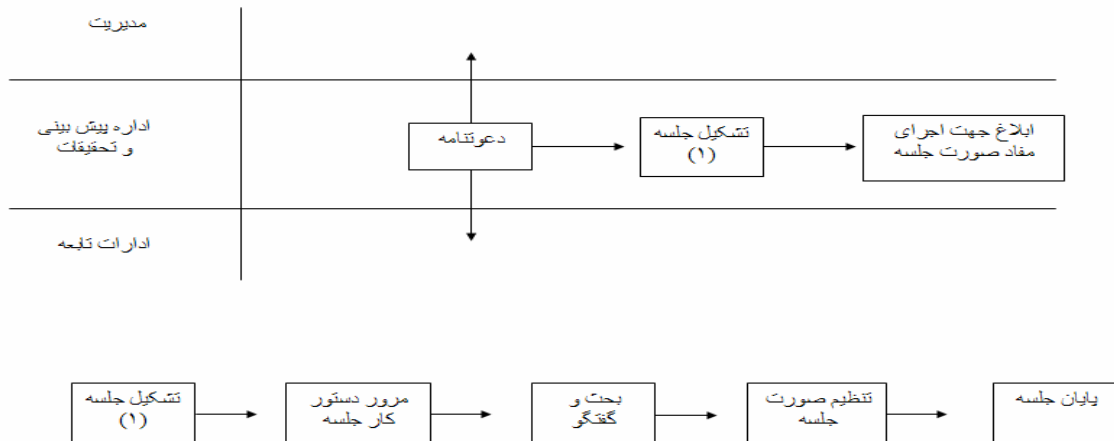 مدیریت
اداره پیش بینی
و تحقیقات
دعوتنامه
تشکیل جلسه
(۱)
ابلاغ جهت اجرای
مفاد صورت جلسه
ادارات تابعه
تشکیل جلسه
(۱)
مرور دستور
کار جلسه
بحث و
گفتگو
تنظیم صورت
جلسه
پایان جلسه